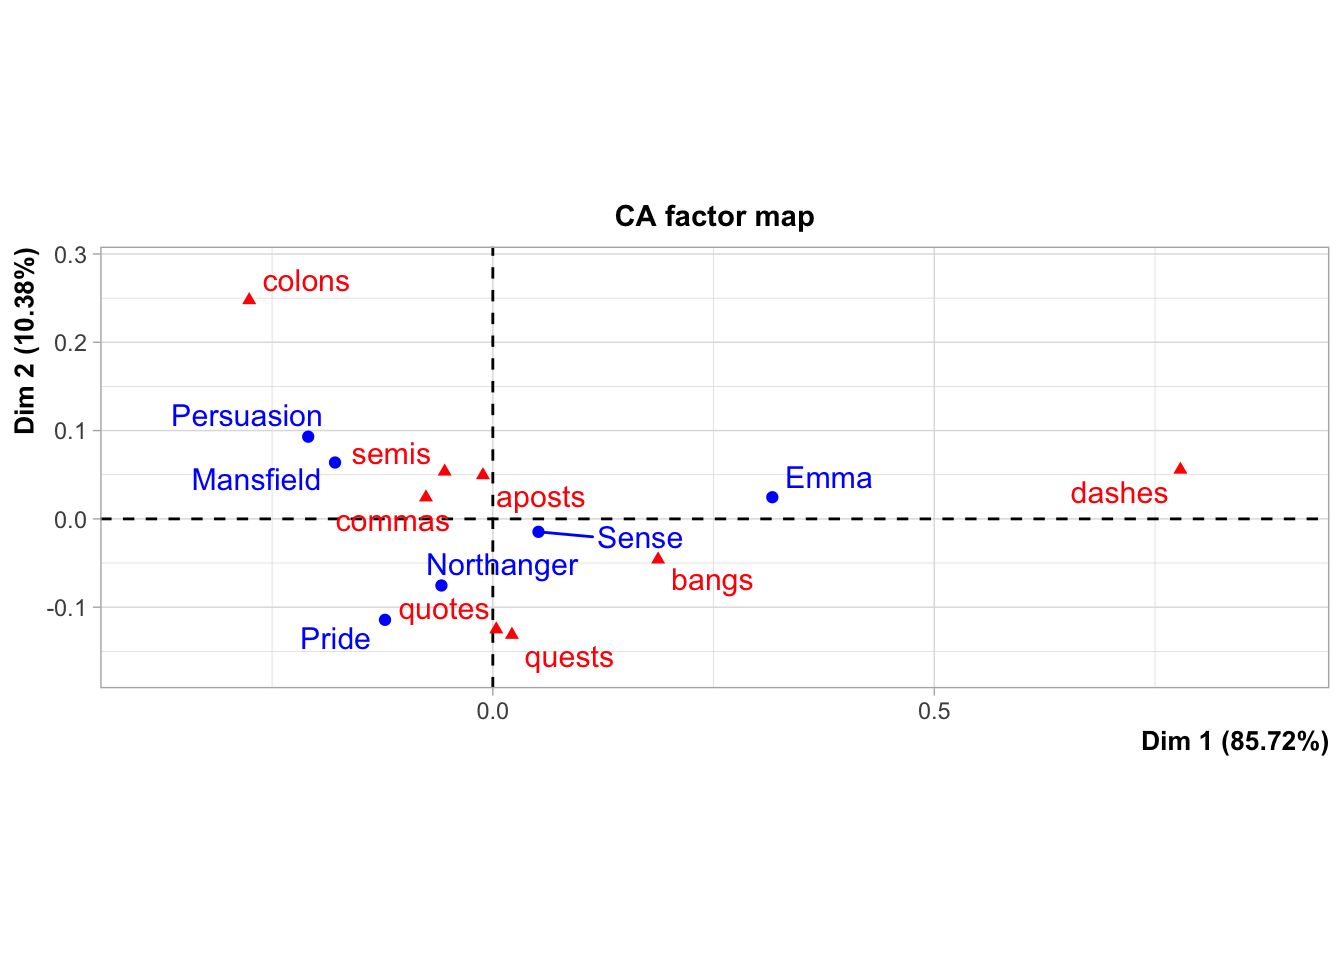 CA factor map
Dim 2 (10.38%)
0.3
0.2
0.1
0.0
-0.1
colons
Persuasion
semis
Mansfield
aposts
commas
Emma
dashes
Sense
Northanger
bangs
quotes
Pride
quests
0.0
0.5
Dim 1 (85.72%)